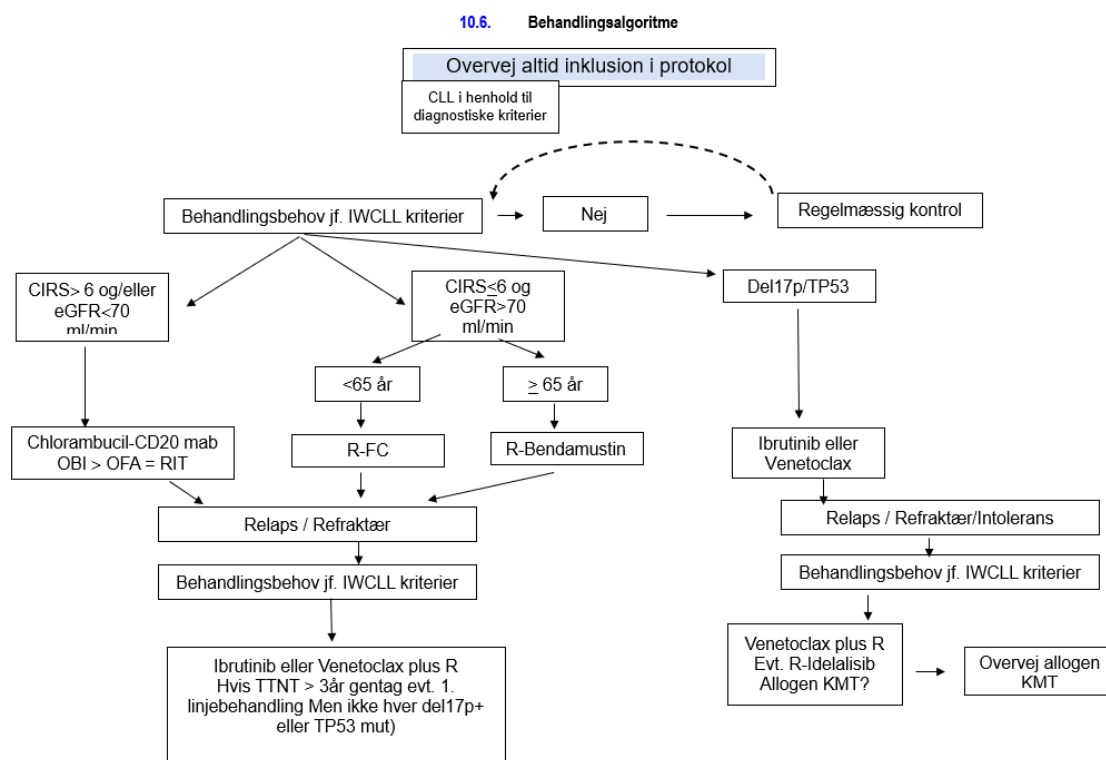 10.6. Behandlingsalgoritme
Overvej altid inklusion i protokol
CLL i henhold til
diagnostiske kriterier
Behandlingsbehov jf. IWCLL kriterier
Nej
Regelmæssig kontrol
CIRS> 6 og/eller
eGFR<70
ml/min
CIRS≤6 og
eGFR>70
ml/min
Del17p/TP53
<65 år
≥ 65 år
Chlorambucil-CD20 mab
OBI > OFA = RIT
R-FC
R-Bendamustin
Ibrutinib eller
Venetoclax
Relaps / Refraktær
Relaps / Refraktær/Intolerans
Behandlingsbehov jf. IWCLL kriterier
Behandlingsbehov jf. IWCLL kriterier
Ibrutinib eller Venetoclax plus R
Hvis TTNT > 3år gentag evt. 1.
linjebehandling Men ikke hver del17p+
eller TP53 mut)
Venetoclax plus R
Evt. R-Idelalisib
Allogen KMT?
Overvej allogen
KMT